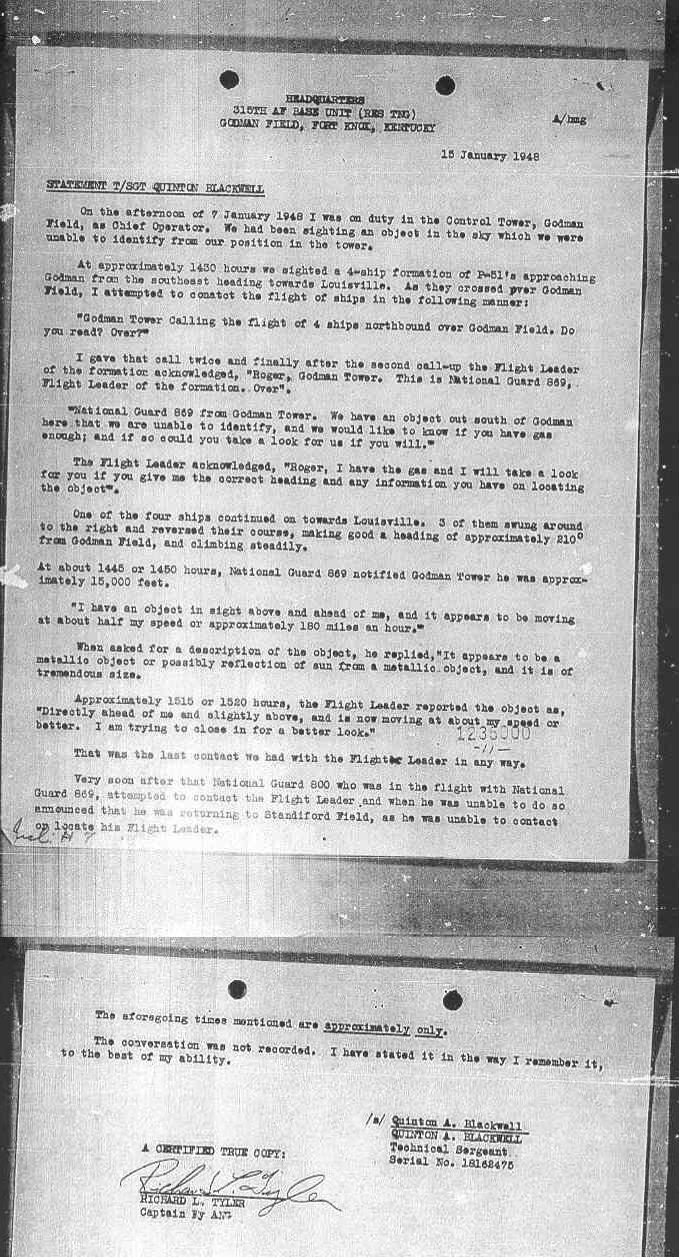 HEADQUARTERS
315TH AF BASE UNIT (RES TNG)
GODMAN FIELD, FORT KNOX, KENTUCKY
A/hmg
15 January 1948
STATEMENT T/SGT QUINTON BLACKWELL
On the afternoon of 7 January 1948 I was on duty in the Control Tower, Godman
Field, as Chief Operator. We had been sighting an object in the sky which we were
unable to identify from our position in the tower.
At approximately 1430 hours we sighted a 4-ship formation of P-51's approaching
Godman from the southeast heading towards Louisville. As they crossed pver Godman
Field, I attempted to conatct the flight of ships in the following manner:
"Godman Tower Calling the flight of 4 ships northbound over Godman Field. Do
you read? Over?"
I gave that call twice and finally after the second call-up the Flight Leader
of the formation acknowledged, "Roger, Godman Tower. This is National Guard 869,
Flight Leader of the formation. Over".
"National Guard 869 from Godman Tower. We have an object out south of Godman
here that we are unable to identify, and we would like to know if you have gas
enough; and if so could you take a look for us if you will."
The Flight Leader acknowledged, "Roger, I have the gas and I will take a look
for you if you give me the correct heading and any information you have on locating
the object".
One of the four ships continued on towards Louisville. 3 of them swung around
to the right and reversed their course, making good a heading of approximately 210°
from Godman Field, and climbing steadily.
At about 1445 or 1450 hours, National Guard 869 notified Godman Tower he was approx-
imately 15,000 feet.
"I have an object in sight above and ahead of me, and it appears to be moving
at about half my speed or approximately 180 miles an hour."
When asked for a description of the object, he replied,"It appears to be a
metallic object or possibly reflection of sun from a metallic object, and it is of
tremendous size.
Approximately 1515 or 1520 hours, the Flight Leader reported the object as,
"Directly ahead of me and slightly above, and is now moving at about my speed or
better. I am trying to close in for a better look."
1235000
-11-
That was the last contact we had with the Flight Leader in any way.
Very soon after that National Guard 800 who was in the flight with National
Guard 869, attempted to contact the Flight Leader and when he was unable to do so
announced that he was returning to Standiford Field, as he was unable to contact
or locate his Flight Leader.
The aforegoing times mentioned are approximately only.
The conversation was not recorded. I have stated it in the way I remember it,
to the best of my ability.
/s/ Quinton A. Blackwell
QUINTON A. BLACKWELL
Technical Sergeant
Serial No. 18162475
A CERTIFIED TRUE COPY:
Richard L. Tyler
RICHARD L. TYLER
Captain Fy ANG